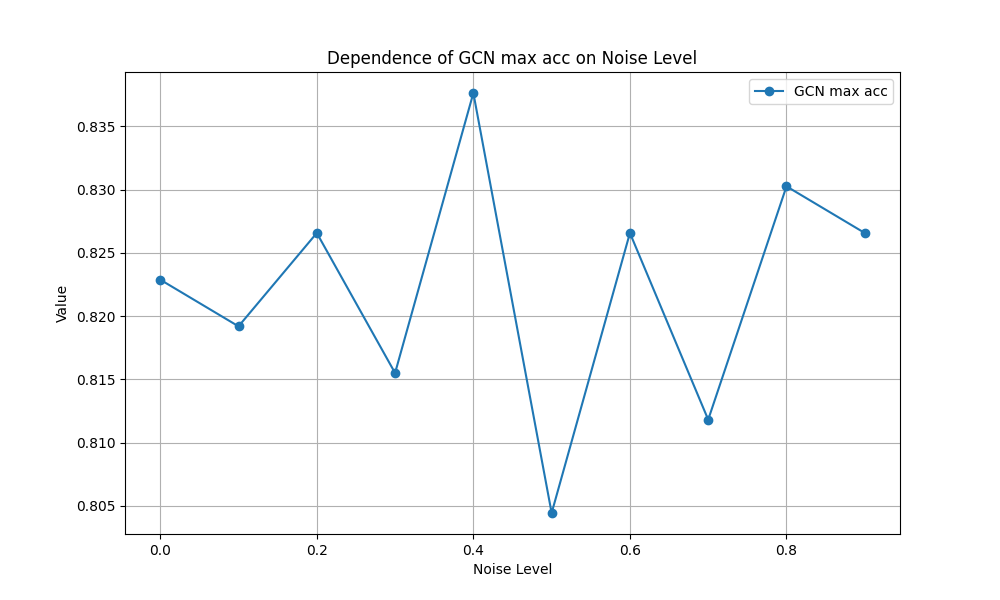 Dependence of GCN max acc on Noise Level
GCN max acc
0.835
0.830
0.825
0.820
0.815
0.810
0.805
Value
0.0 0.2 0.4 0.6 0.8
Noise Level